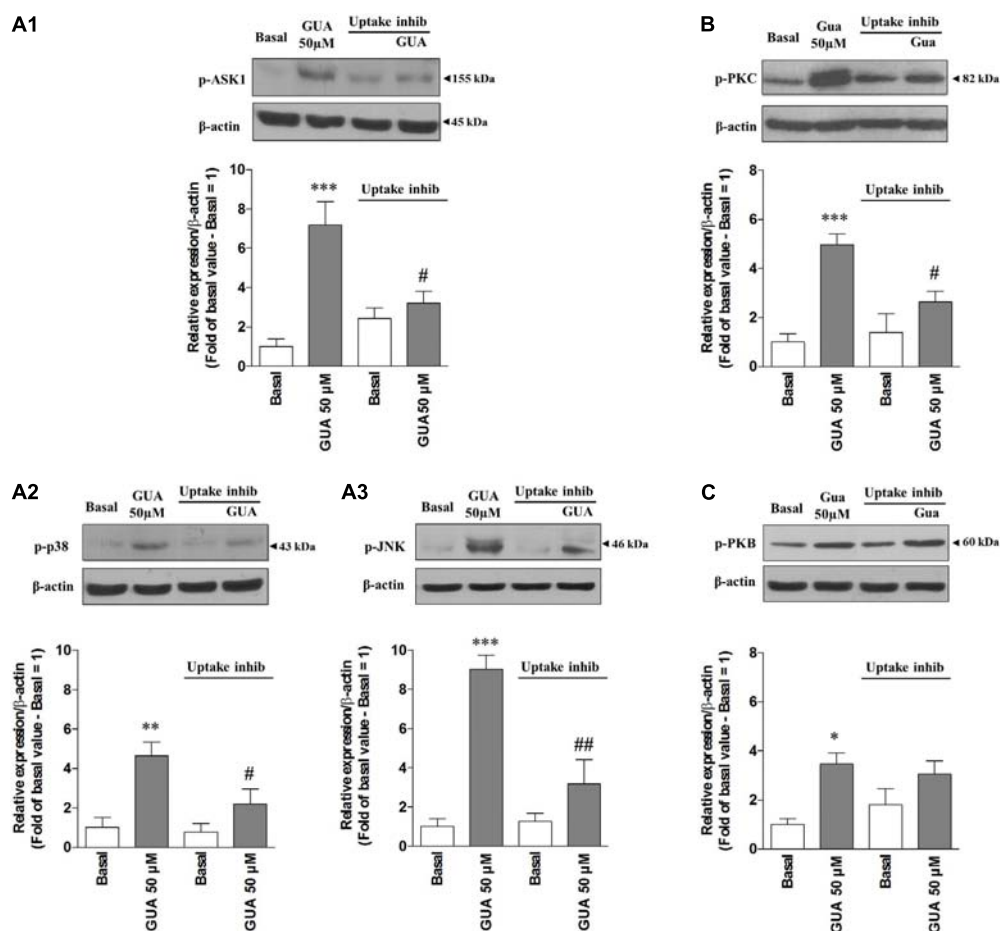 A1
Basal GUA 50µM Uptake inhib GUA
p-ASK1 155 kDa
β-actin 45 kDa
Relative expression/β-actin
(Fold of basal value - Basal = 1)
10
8
6
4
2
0
***
Uptake inhib
#
Basal GUA 50 µM Basal GUA50 µM
B
Basal Gua 50µM Uptake inhib Gua
p-PKC 82 kDa
β-actin
Relative expression/β-actin
(Fold of basal value - Basal = 1)
8
6
4
2
0
***
Uptake inhib
#
Basal GUA 50 µM Basal GUA 50 µM
A2
Basal GUA 50µM Uptake inhib GUA
p-p38 43 kDa
β-actin
Relative expression/β-actin
(Fold of basal value - Basal = 1)
10
8
6
4
2
0
**
Uptake inhib
#
Basal GUA 50 µM Basal GUA 50 µM
A3
Basal GUA 50µM Uptake inhib GUA
p-JNK 46 kDa
β-actin
Relative expression/β-actin
(Fold of basal value - Basal = 1)
10
8
6
4
2
0
***
Uptake inhib
##
Basal GUA 50 µM Basal GUA 50 µM
C
Basal Gua 50µM Uptake inhib Gua
p-PKB 60 kDa
β-actin
Relative expression/β-actin
(Fold of basal value - Basal = 1)
8
6
4
2
0
*
Uptake inhib
Basal GUA 50 µM Basal GUA 50 µM